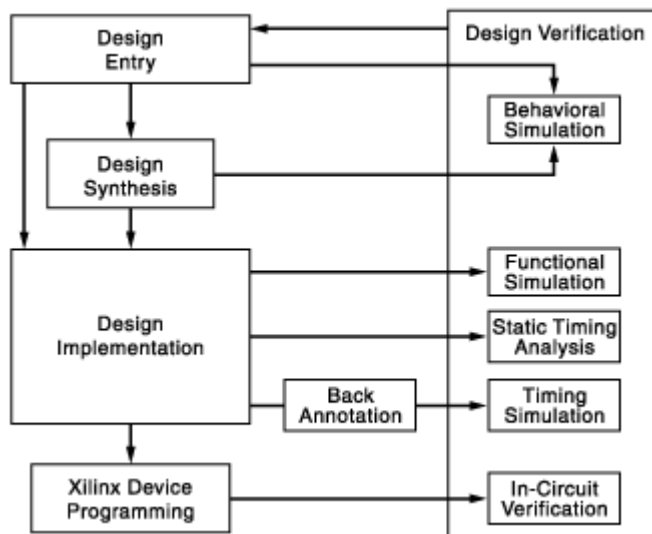 Design
Entry
Design Verification
Behavioral
Simulation
Design
Synthesis
Functional
Simulation
Design
Implementation
Static Timing
Analysis
Back
Annotation
Timing
Simulation
Xilinx Device
Programming
In-Circuit
Verification